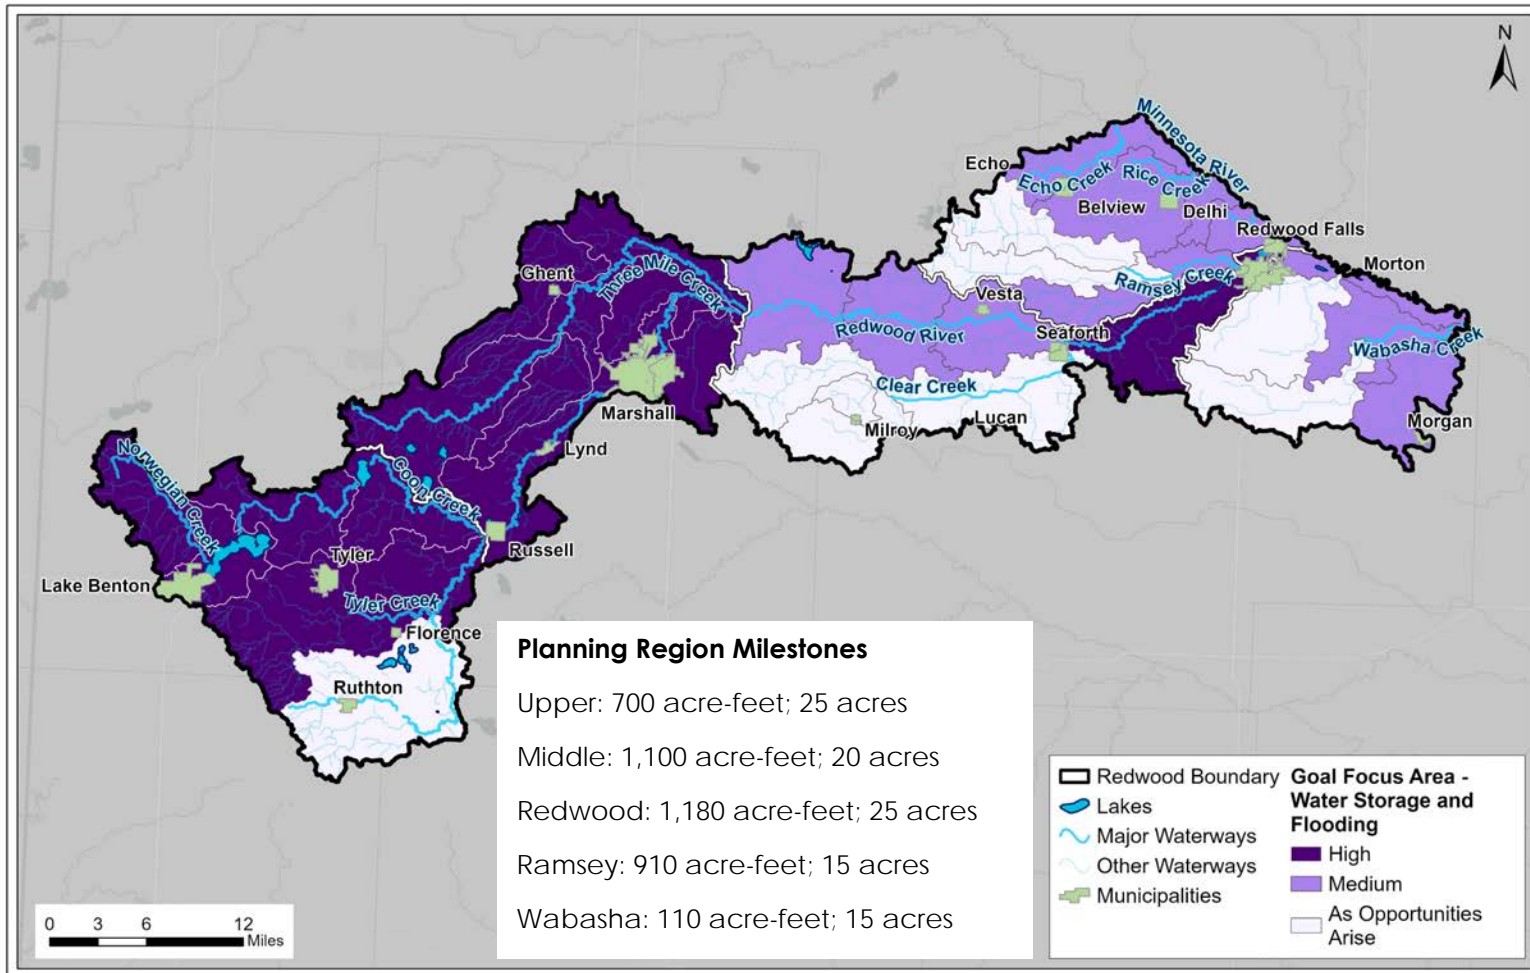 N
Minnesota River
Echo
Echo Creek
Rice Creek
Belview
Delhi
Redwood Falls
Morton
Ramsey Creek
Ghent
Three Mile Creek
Vesta
Redwood River
Seaforth
Wabasha Creek
Clear Creek
Marshall
Milroy
Lucan
Morgan
Lynd
Norwegian Creek
Coon Creek
Russell
Tyler
Lake Benton
Tyler Creek
Florence
Ruthton
Planning Region Milestones
Upper: 700 acre-feet; 25 acres
Middle: 1,100 acre-feet; 20 acres
Redwood: 1,180 acre-feet; 25 acres
Ramsey: 910 acre-feet; 15 acres
Wabasha: 110 acre-feet; 15 acres
Redwood Boundary
Lakes
Major Waterways
Other Waterways
Municipalities
Goal Focus Area -
Water Storage and
Flooding
High
Medium
As Opportunities
Arise
0 3 6 12
Miles